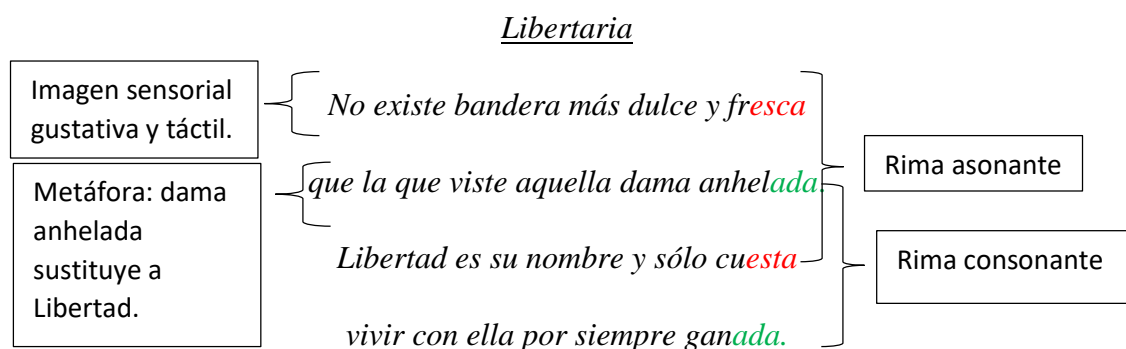 Libertaria
Imagen sensorial
gustativa y táctil.
No existe bandera más dulce y fresca
Rima asonante
Metáfora: dama
anhelada
sustituye a
Libertad.
que la que viste aquella dama anhelada.
Libertad es su nombre y sólo cuesta
Rima consonante
vivir con ella por siempre ganada.